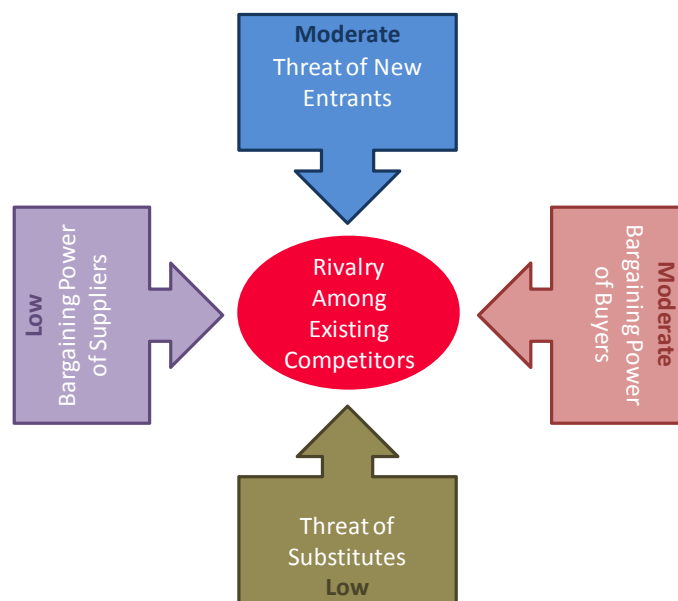 Moderate
Threat of New
Entrants
Low
Bargaining Power
of Suppliers
Rivalry
Among
Existing
Competitors
Moderate
Bargaining Power
of Buyers
Threat of
Substitutes
Low